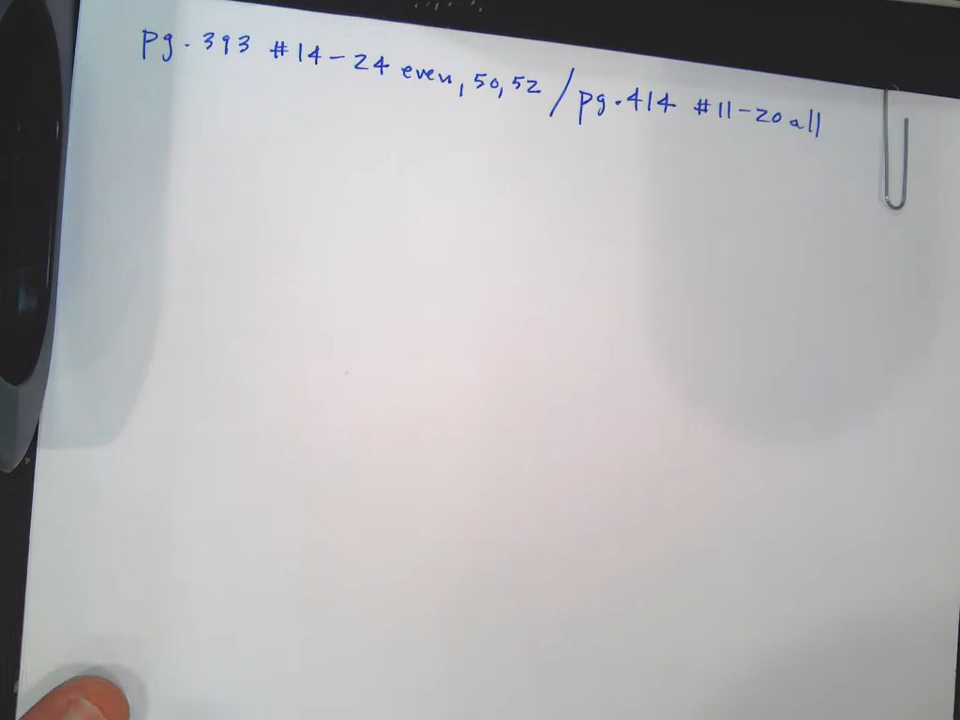 pg. 393 #14-24 even, 50, 52 / pg. 414 #11-20 all